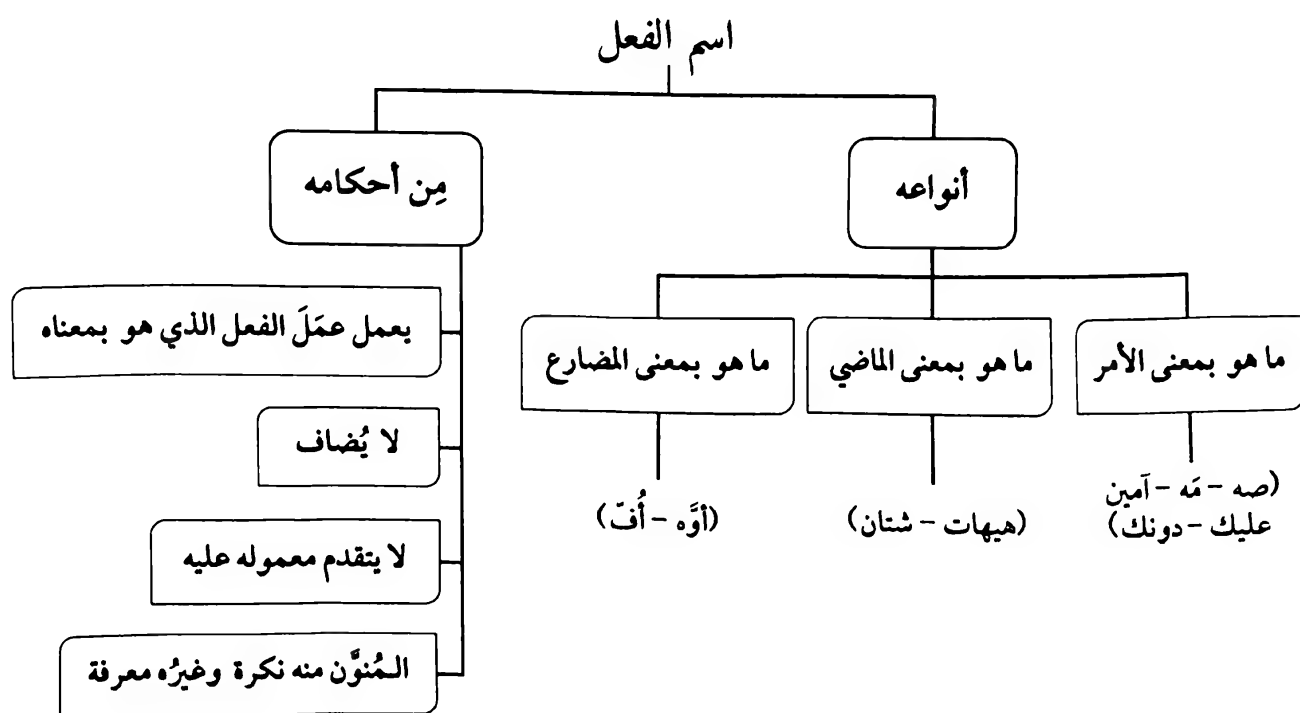 اسم الفعل
أنواعه
ما هو بمعنى الأمر
(صه - مَه - آمين
عليك - دونك)
ما هو بمعنى الماضي
(هيهات - شتان)
ما هو بمعنى المضارع
(أوَّه - أُفّ)
مِن أحكامه
يعمل عمَلَ الفعل الذي هو بمعناه
لا يُضاف
لا يتقدم معموله عليه
المُنوَّن منه نكرة وغيرُه معرفة